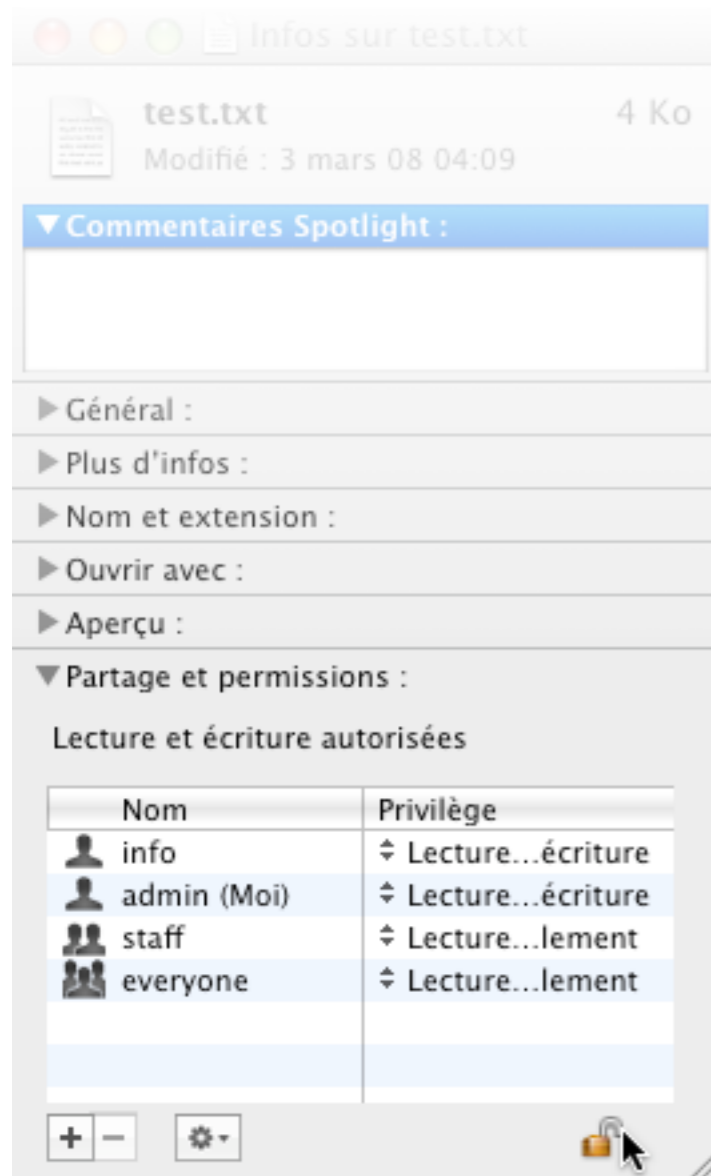 Infos sur test.txt
test.txt 4 Ko
Modifié : 3 mars 08 04:09
Commentaires Spotlight :
Général :
Plus d'infos :
Nom et extension :
Ouvrir avec :
Aperçu :
Partage et permissions :
Lecture et écriture autorisées
Nom Privilège
info Lecture...écriture
admin (Moi) Lecture...écriture
staff Lecture...lement
everyone Lecture...lement